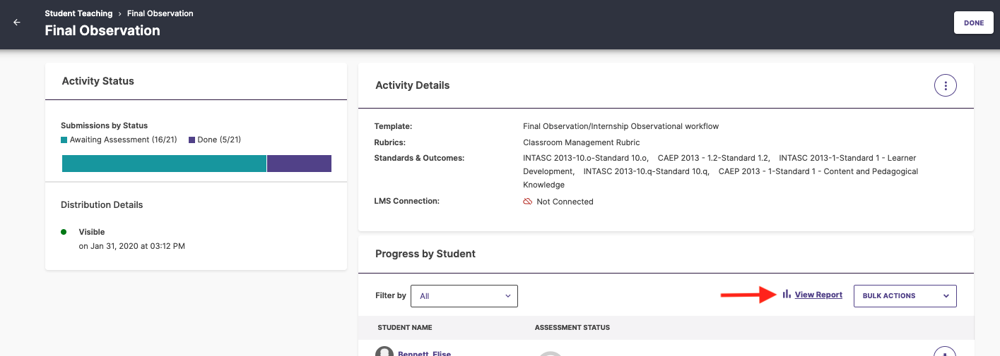 Student Teaching > Final Observation
Final Observation
DONE
Activity Status
Submissions by Status
Awaiting Assessment (16/21) Done (5/21)
Distribution Details
Visible
on Jan 31, 2020 at 03:12 PM
Activity Details
Template: Final Observation/Internship Observational workflow
Rubrics: Classroom Management Rubric
Standards & Outcomes: INTASC 2013-10.o-Standard 10.o, CAEP 2013 - 1.2-Standard 1.2, INTASC 2013-1-Standard 1 - Learner
Development, INTASC 2013-10.q-Standard 10.q, CAEP 2013 - 1-Standard 1 - Content and Pedagogical
Knowledge
LMS Connection: Not Connected
Progress by Student
Filter by All View Report BULK ACTIONS
STUDENT NAME ASSESSMENT STATUS
Bennett, Elise